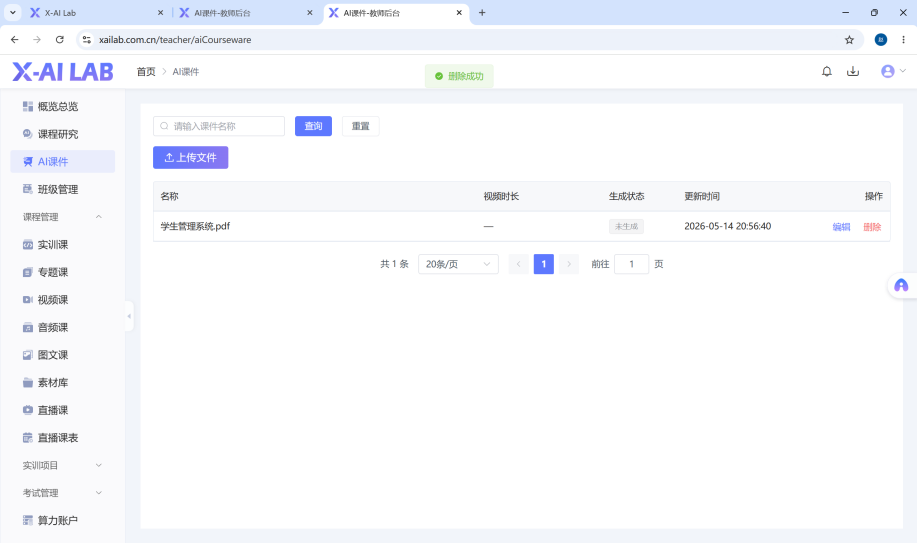 X-AI Lab
AI课件-教师后台
AI课件-教师后台
xailab.com.cn/teacher/aiCourseware
X-AI LAB
首页 > AI课件
删除成功
概览总览
课程研究
AI课件
班级管理
课程管理
实训课
专题课
视频课
音频课
图文课
素材库
直播课
直播课表
实训项目
考试管理
算力账户
请输入课件名称
查询
重置
上传文件
名称 视频时长 生成状态 更新时间 操作
学生管理系统.pdf — 未生成 2026-05-14 20:56:40 编辑 删除
共 1 条 20条/页 1 前往 1 页